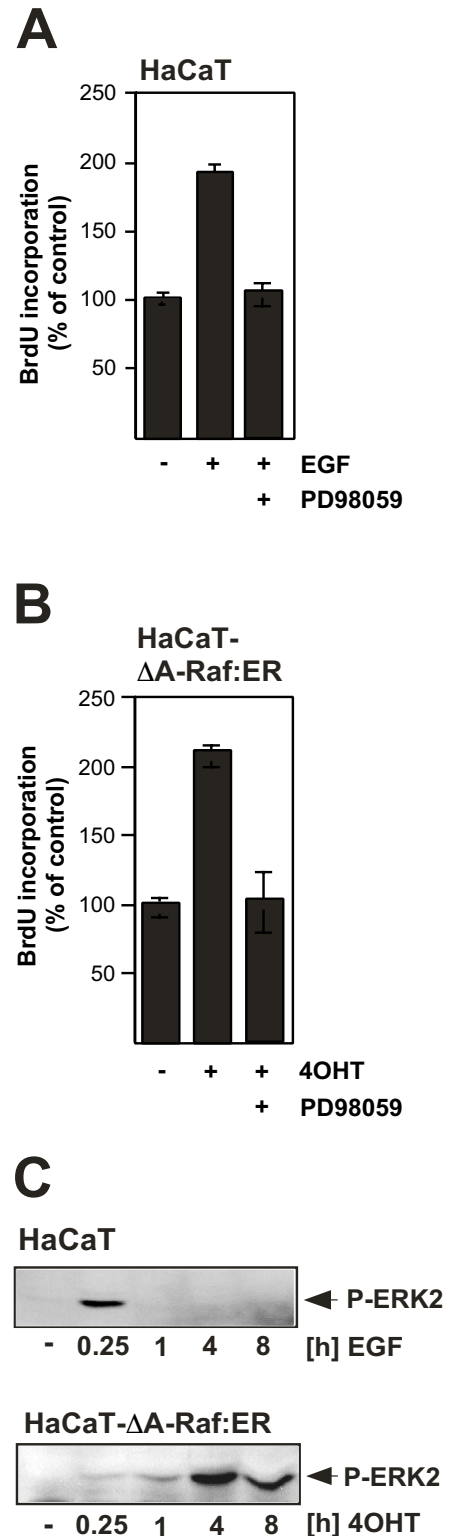 A
HaCaT
250
200
150
100
50
BrdU incorporation
(% of control)
- + + EGF
+ PD98059
B
HaCaT-
ΔA-Raf:ER
250
200
150
100
50
BrdU incorporation
(% of control)
- + + 4OHT
+ PD98059
C
HaCaT
P-ERK2
- 0.25 1 4 8 [h] EGF
HaCaT-ΔA-Raf:ER
P-ERK2
- 0.25 1 4 8 [h] 4OHT